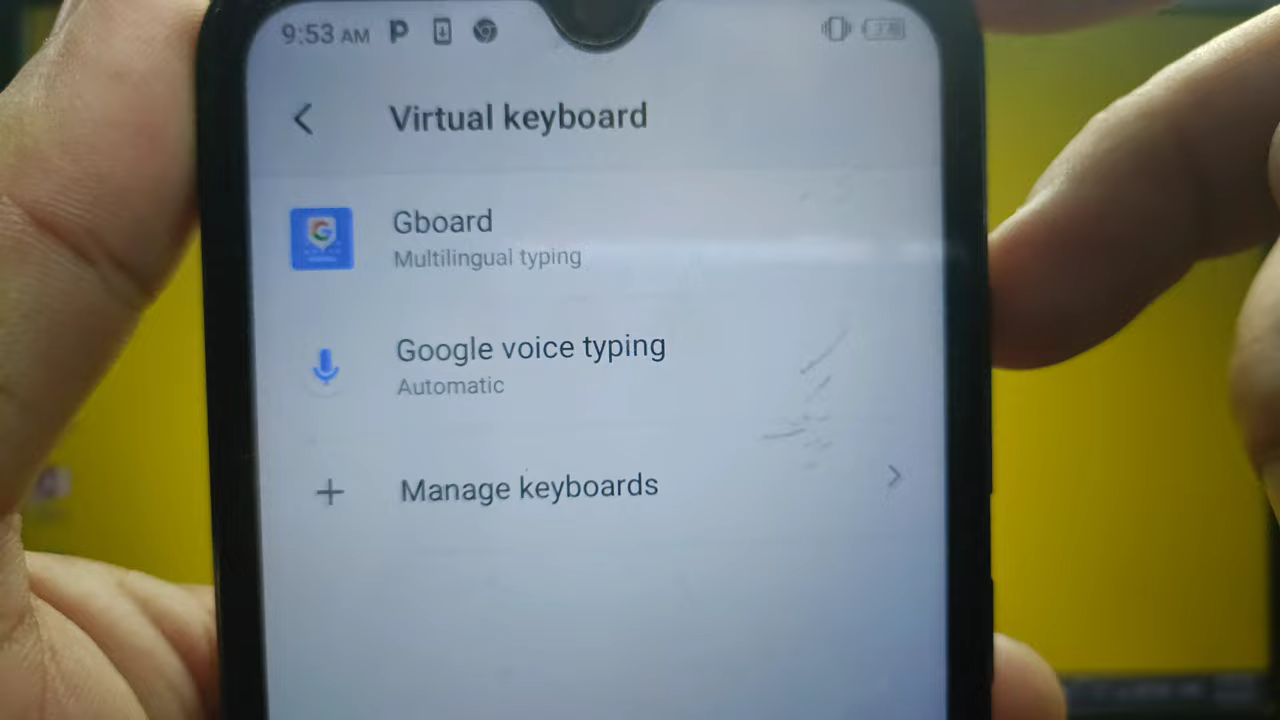 9:53 AM
Virtual keyboard
Gboard
Multilingual typing
Google voice typing
Automatic
Manage keyboards